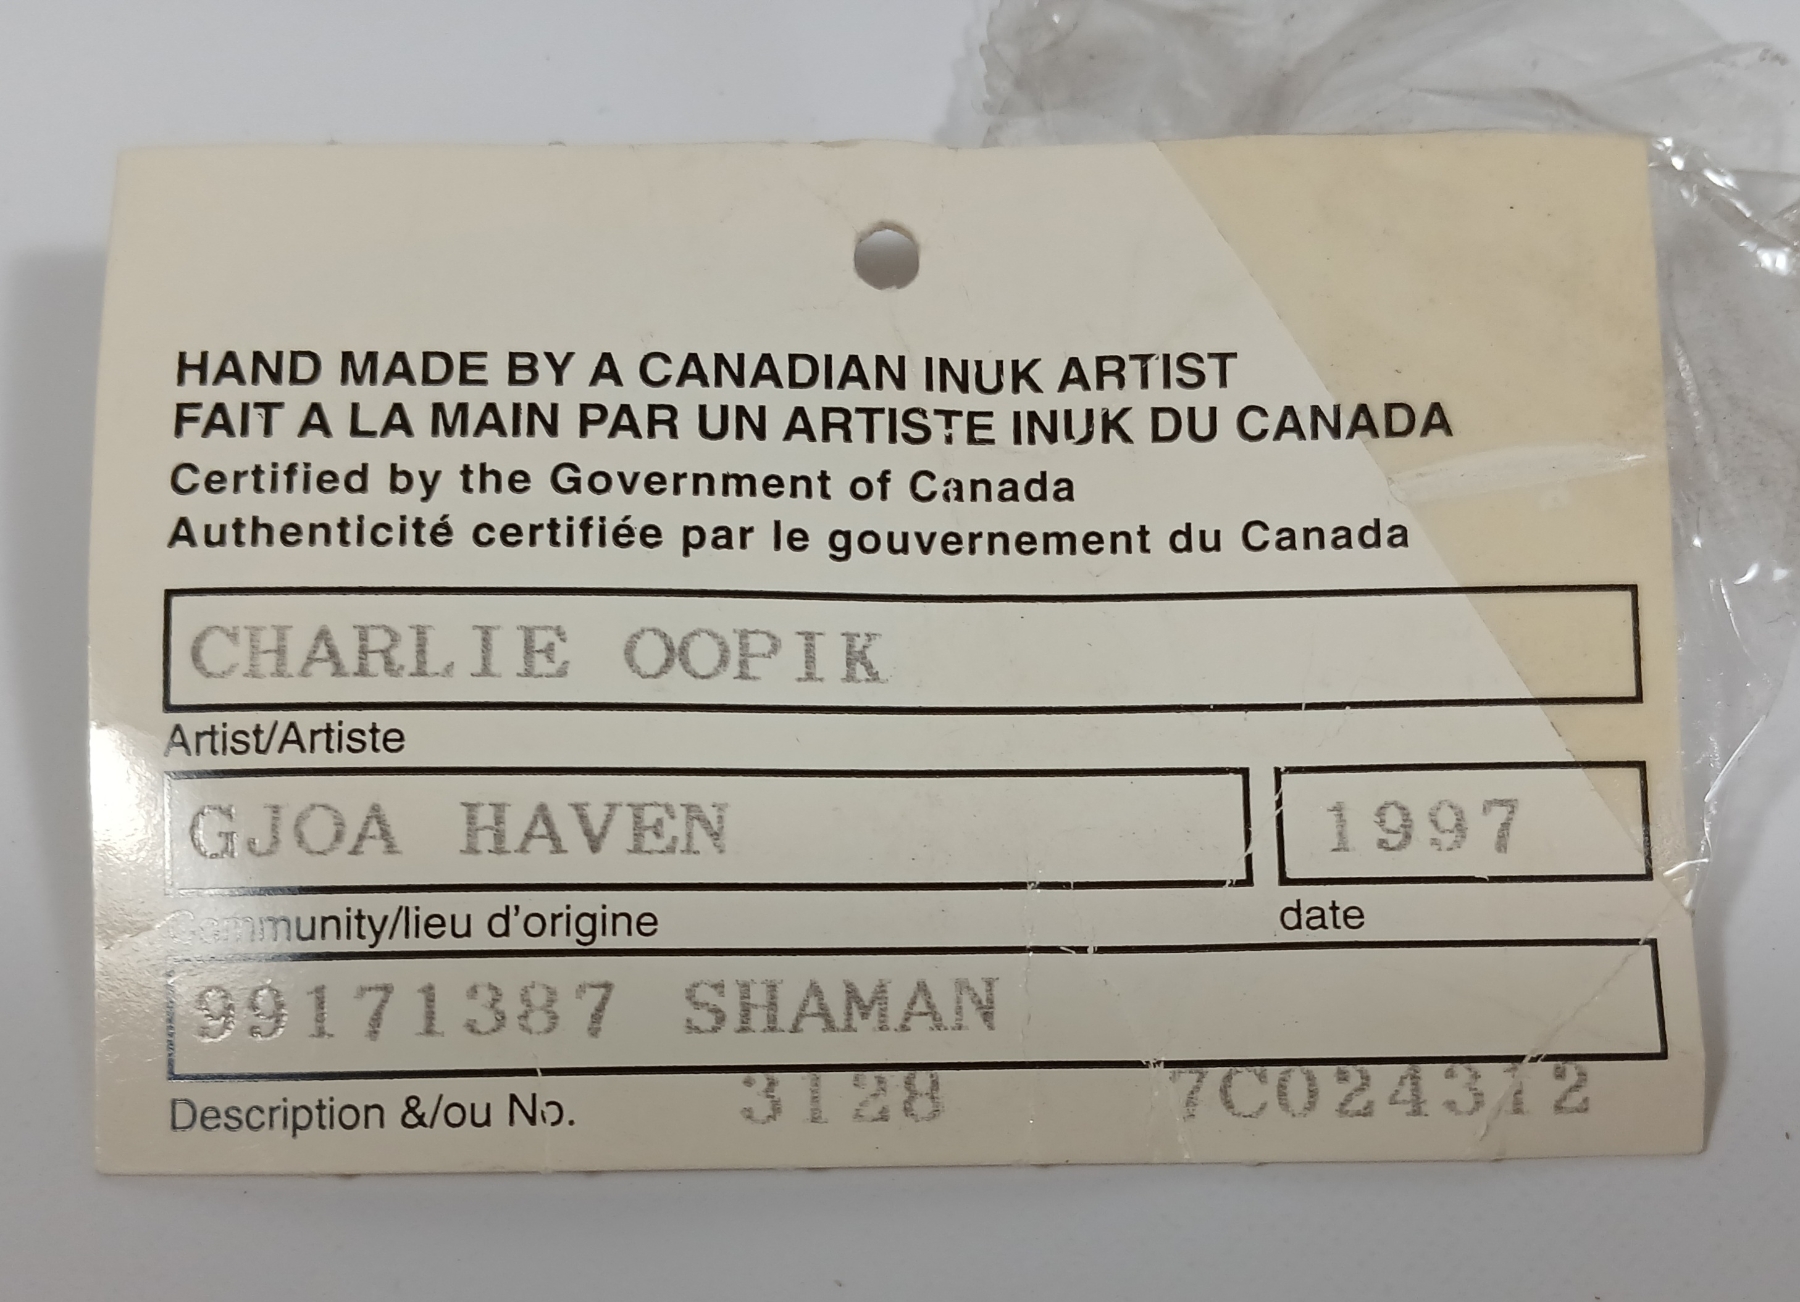 HAND MADE BY A CANADIAN INUK ARTIST
FAIT A LA MAIN PAR UN ARTISTE INUK DU CANADA
Certified by the Government of Canada
Authenticité certifiée par le gouvernement du Canada
CHARLIE OOPIK
Artist/Artiste
GJOA HAVEN 1997
Community/lieu d'origine date
99171387 SHAMAN
Description &/ou No. 3128 7C024312